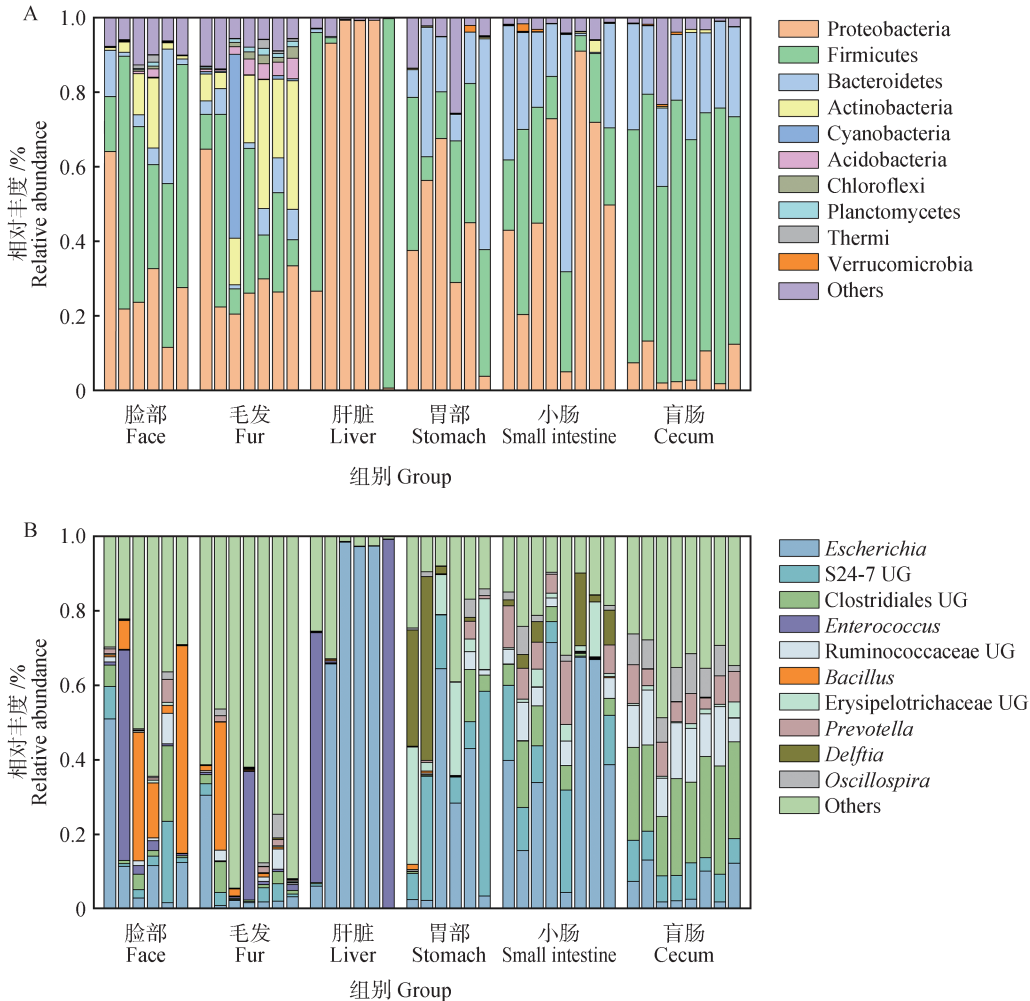 A
相对丰度 /%
Relative abundance
1.0
0.8
0.6
0.4
0.2
0
脸部
Face
毛发
Fur
肝脏
Liver
胃部
Stomach
小肠
Small intestine
盲肠
Cecum
组别 Group
Proteobacteria
Firmicutes
Bacteroidetes
Actinobacteria
Cyanobacteria
Acidobacteria
Chloroflexi
Planctomycetes
Thermi
Verrucomicrobia
Others
B
相对丰度 /%
Relative abundance
1.0
0.8
0.6
0.4
0.2
0
脸部
Face
毛发
Fur
肝脏
Liver
胃部
Stomach
小肠
Small intestine
盲肠
Cecum
组别 Group
Escherichia
S24-7 UG
Clostridiales UG
Enterococcus
Ruminococcaceae UG
Bacillus
Erysipelotrichaceae UG
Prevotella
Delftia
Oscillospira
Others